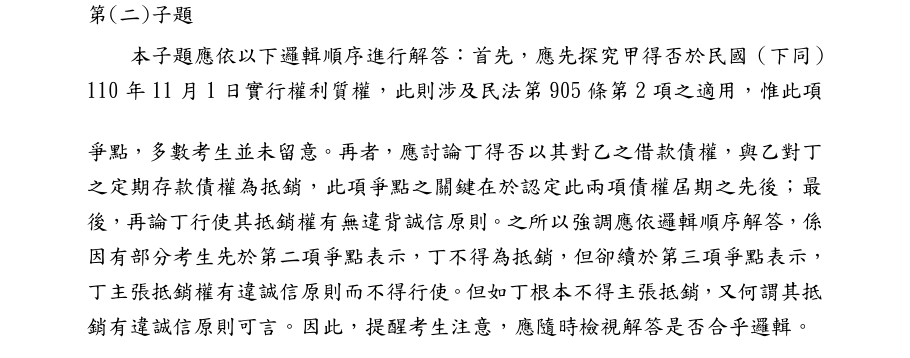 第(二)子題
本子題應依以下邏輯順序進行解答：首先，應先探究甲得否於民國（下同）
110 年 11 月 1 日實行權利質權，此則涉及民法第 905 條第 2 項之適用，惟此項
爭點，多數考生並未留意。再者，應討論丁得否以其對乙之借款債權，與乙對丁
之定期存款債權為抵銷，此項爭點之關鍵在於認定此兩項債權屆期之先後；最
後，再論丁行使其抵銷權有無違背誠信原則。之所以強調應依邏輯順序解答，係
因有部分考生先於第二項爭點表示，丁不得為抵銷，但卻續於第三項爭點表示，
丁主張抵銷權有違誠信原則而不得行使。但如丁根本不得主張抵銷，又何謂其抵
銷有違誠信原則可言。因此，提醒考生注意，應隨時檢視解答是否合乎邏輯。